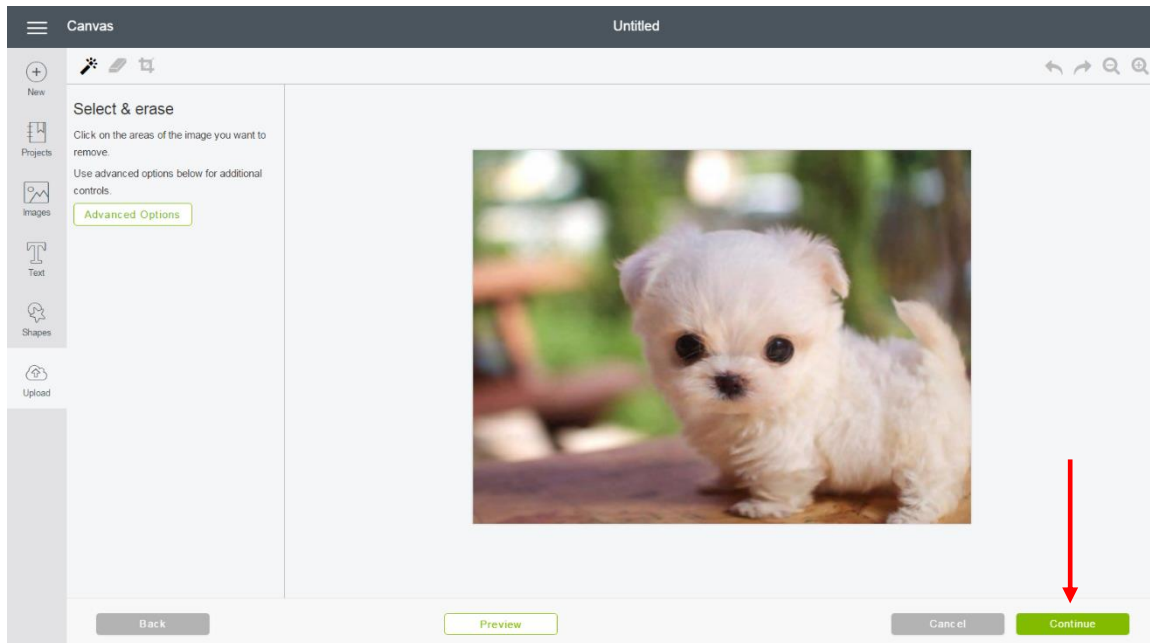 Canvas
Untitled
New
Projects
Images
Text
Shapes
Upload
Select & erase
Click on the areas of the image you want to
remove.
Use advanced options below for additional
controls.
Advanced Options
Back
Preview
Cancel
Continue